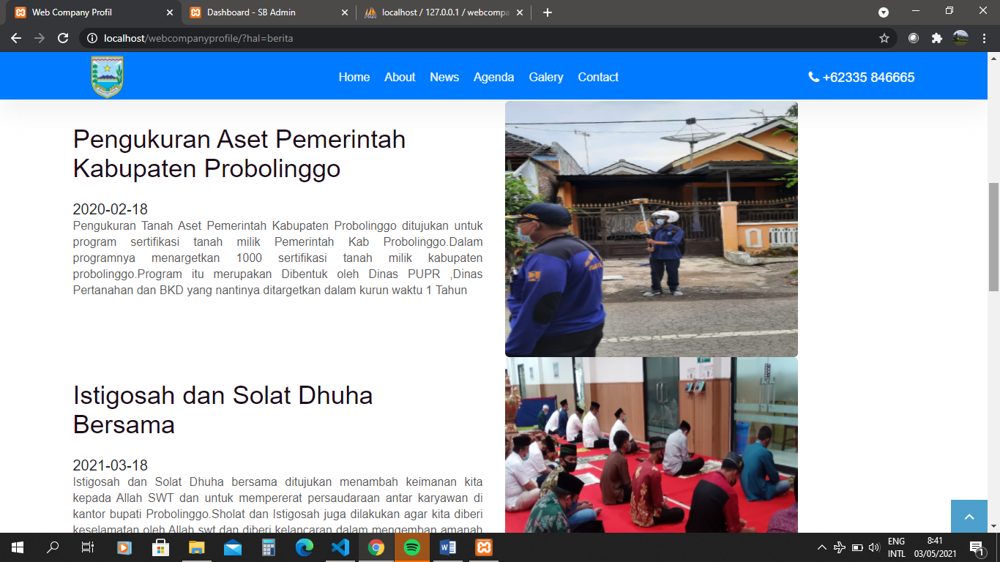 Web Company Profil
Dashboard - SB Admin
localhost / 127.0.0.1 / webcompa
localhost/webcompanyprofile/?hal=berita
Home About News Agenda Galery Contact
+62335 846665
Pengukuran Aset Pemerintah
Kabupaten Probolinggo
2020-02-18
Pengukuran Tanah Aset Pemerintah Kabupaten Probolinggo ditujukan untuk
program sertifikasi tanah milik Pemerintah Kab Probolinggo.Dalam
programnya menargetkan 1000 sertifikasi tanah milik kabupaten
probolinggo.Program itu merupakan Dibentuk oleh Dinas PUPR ,Dinas
Pertanahan dan BKD yang nantinya ditargetkan dalam kurun waktu 1 Tahun
Istigosah dan Solat Dhuha
Bersama
2021-03-18
Istigosah dan Solat Dhuha bersama ditujukan menambah keimanan kita
kepada Allah SWT dan untuk mempererat persaudaraan antar karyawan di
kantor bupati Probolinggo.Sholat dan Istigosah juga dilakukan agar kita diberi
keselamatan oleh Allah swt dan diberi kelancaran dalam mengemban amanah
ENG
INTL
8:41
03/05/2021
1